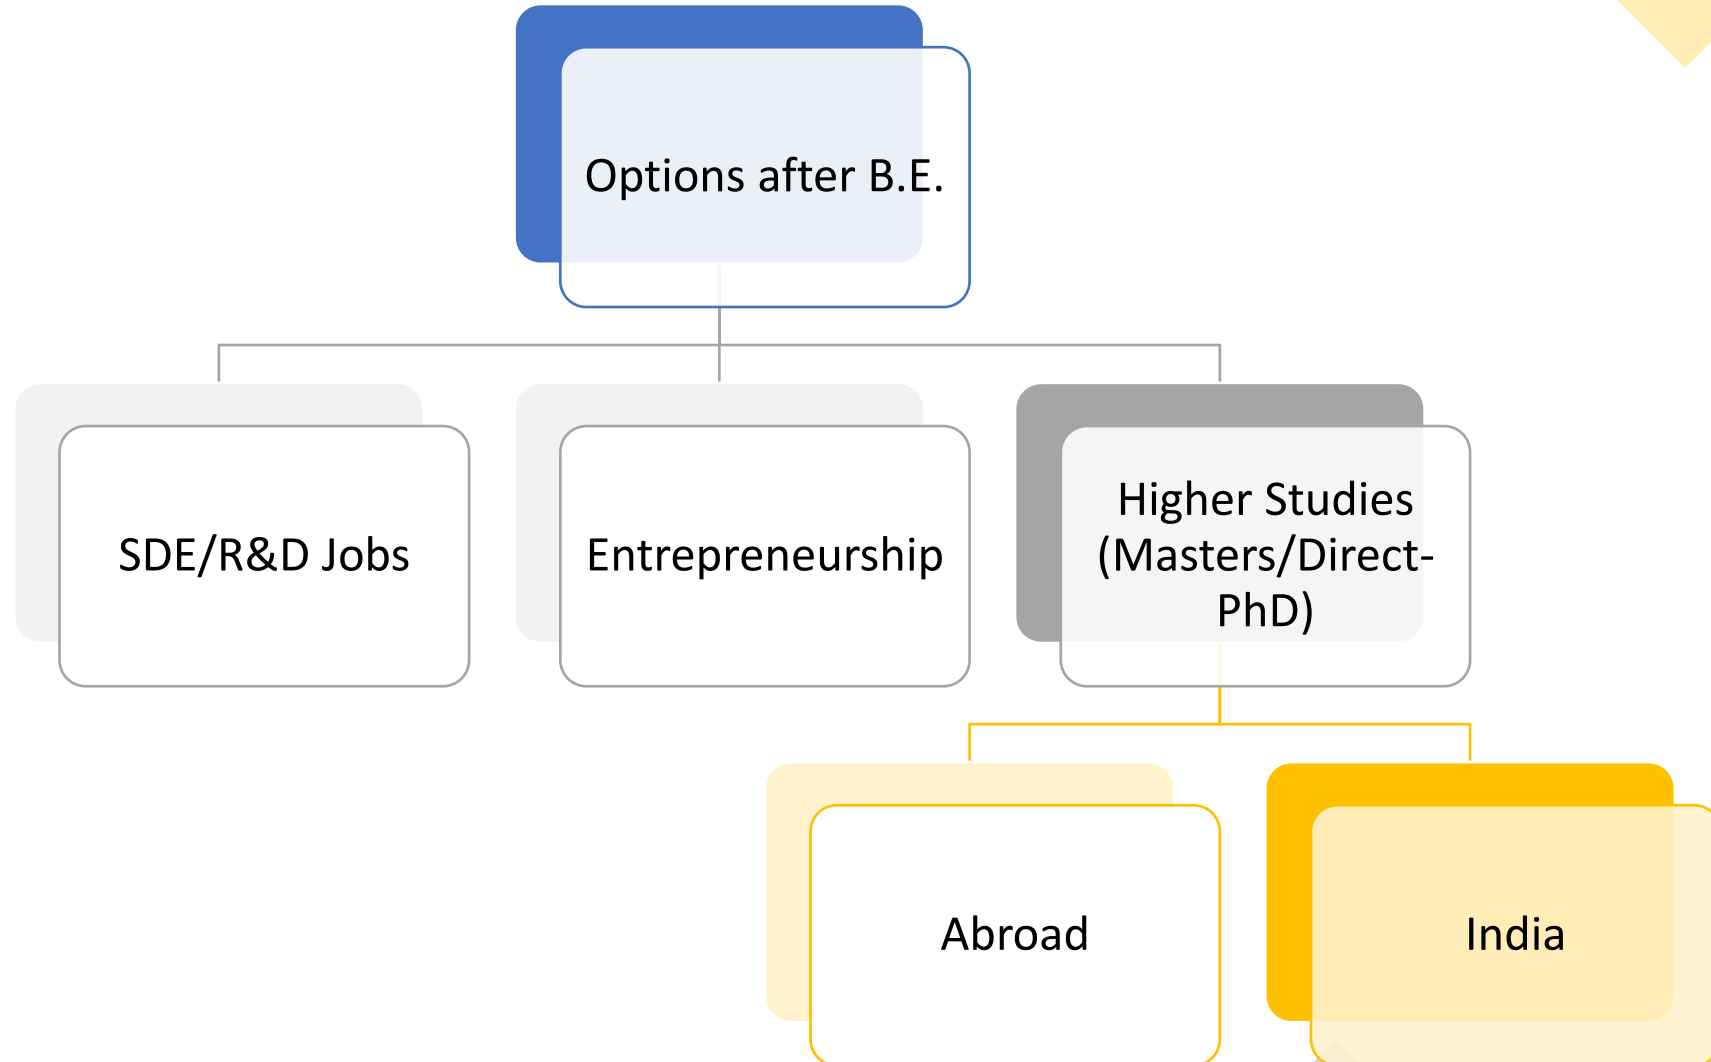 Options after B.E.
SDE/R&D Jobs
Entrepreneurship
Higher Studies
(Masters/Direct-
PhD)
Abroad
India